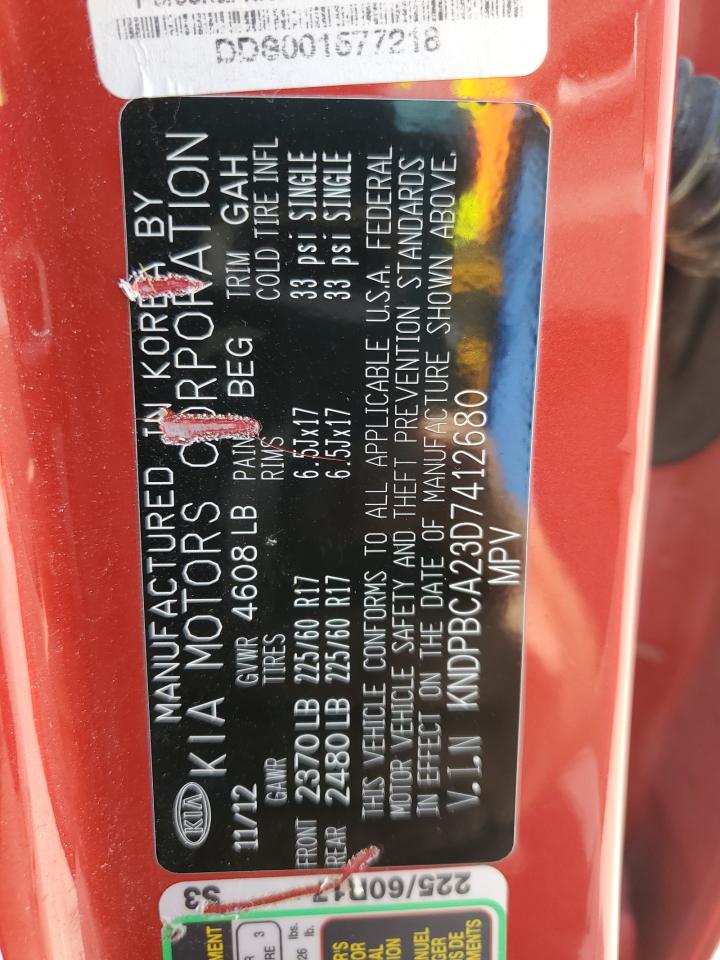 DDS001577218
KIA
MANUFACTURED IN KOREA BY
KIA MOTORS CORPORATION
11/12 GVWR 4608 LB PAINT BEG TRIM GAH
GAWR TIRES RIMS COLD TIRE INFL
FRONT 2370 LB 225/60 R17 6.5Jx17 33 psi SINGLE
REAR 2480 LB 225/60 R17 6.5Jx17 33 psi SINGLE
THIS VEHICLE CONFORMS TO ALL APPLICABLE U.S.A. FEDERAL
MOTOR VEHICLE SAFETY AND THEFT PREVENTION STANDARDS
IN EFFECT ON THE DATE OF MANUFACTURE SHOWN ABOVE.
V.I.N KNDPBCA23D7412680
MPV
S3
225/60R17